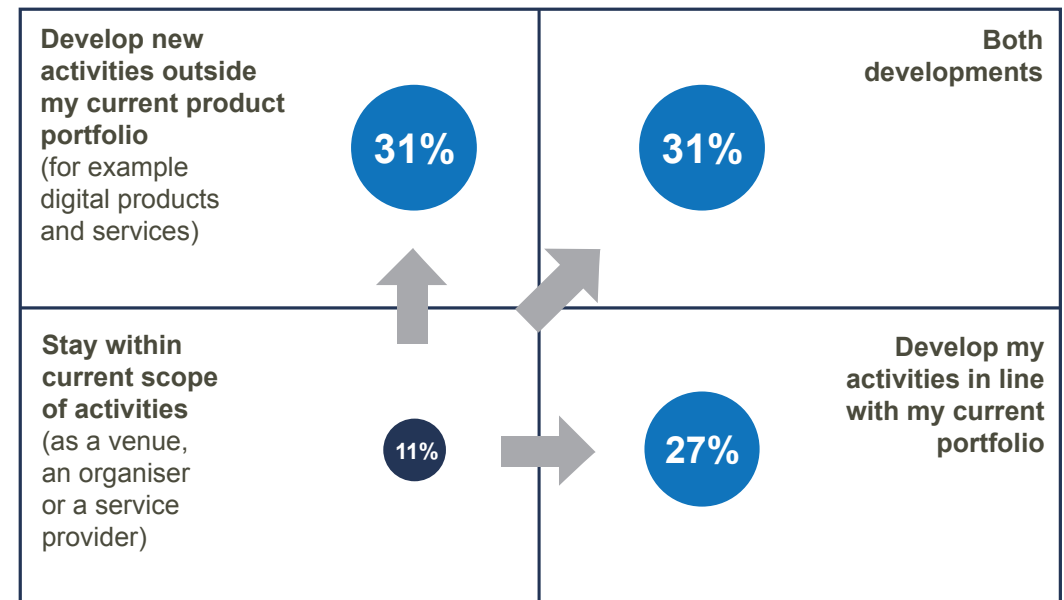 Develop new
activities outside
my current product
portfolio
(for example
digital products
and services)
31%
Both
developments
31%
Stay within
current scope
of activities
(as a venue,
an organiser
or a service
provider)
11%
Develop my
activities in line
with my current
portfolio
27%